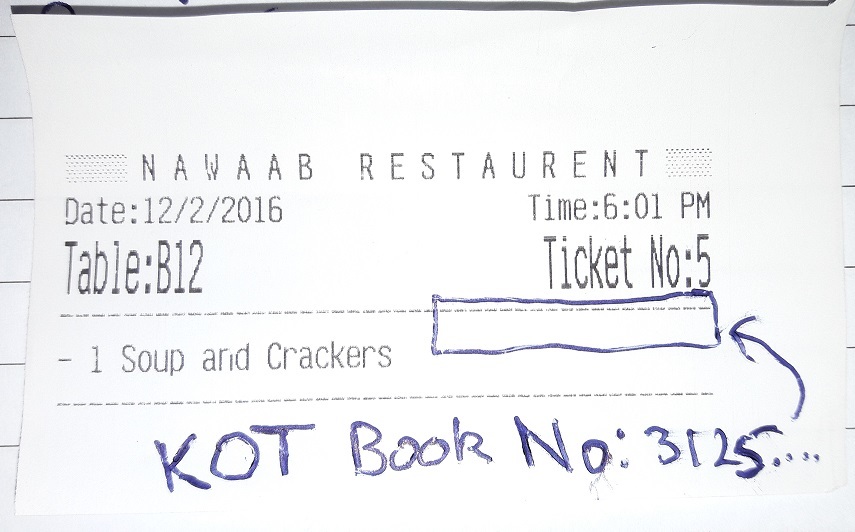 NAWAAB RESTAURENT
Date:12/2/2016 Time:6:01 PM
Table:B12 Ticket No:5
- 1 Soup and Crackers
KOT Book No: 3125....